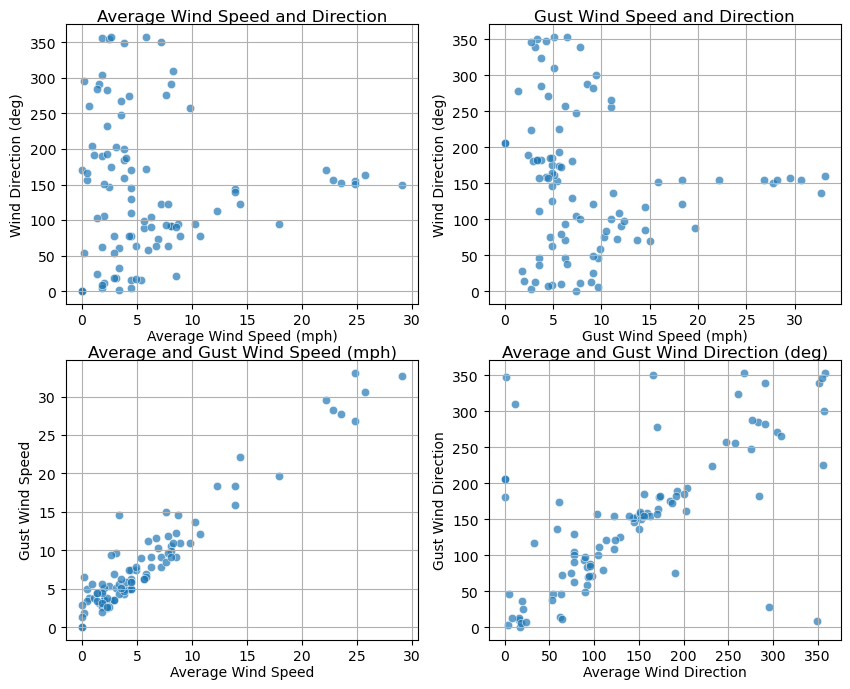 Average Wind Speed and Direction
350
300
250
200
150
100
50
0
Wind Direction (deg)
0 5 10 15 20 25 30
Average Wind Speed (mph)
Gust Wind Speed and Direction
350
300
250
200
150
100
50
0
Wind Direction (deg)
0 5 10 15 20 25 30
Gust Wind Speed (mph)
Average and Gust Wind Speed (mph)
30
25
20
15
10
5
0
Gust Wind Speed
0 5 10 15 20 25 30
Average Wind Speed
Average and Gust Wind Direction (deg)
350
300
250
200
150
100
50
0
Gust Wind Direction
0 50 100 150 200 250 300 350
Average Wind Direction